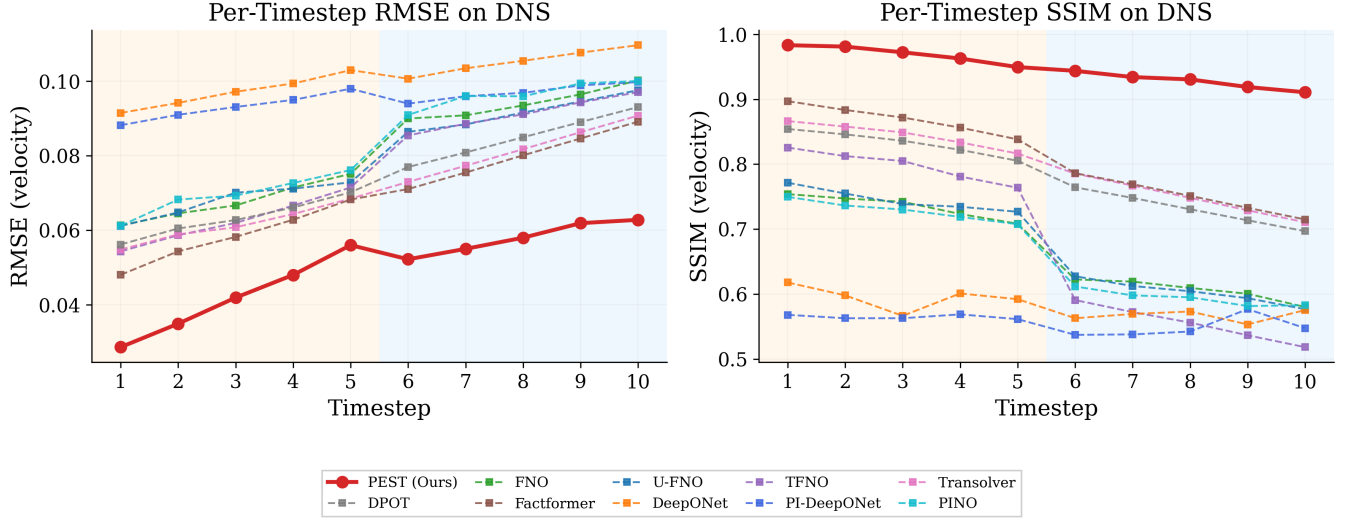 Per-Timestep RMSE on DNS
RMSE (velocity)
0.10
0.08
0.06
0.04
1 2 3 4 5 6 7 8 9 10
Timestep
Per-Timestep SSIM on DNS
SSIM (velocity)
1.0
0.9
0.8
0.7
0.6
0.5
1 2 3 4 5 6 7 8 9 10
Timestep
PEST (Ours) FNO U-FNO TFNO Transolver
DPOT Factformer DeepONet PI-DeepONet PINO